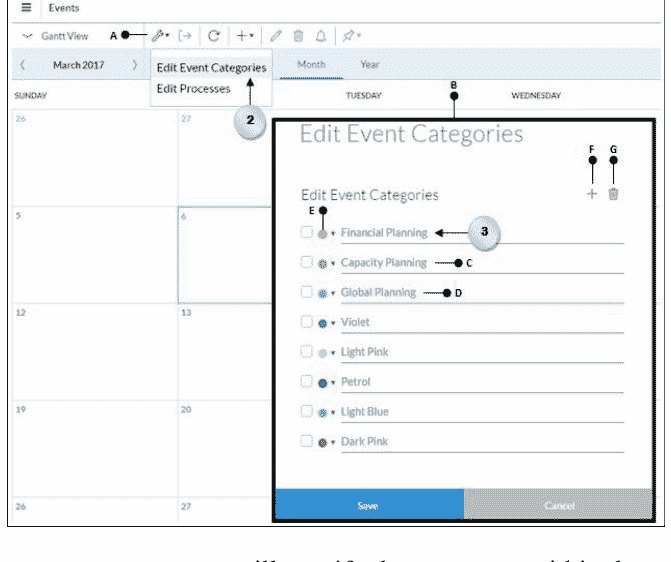 Events
Gantt View A
March 2017 Month Year
Edit Event Categories
Edit Processes
2
SUNDAY TUESDAY B WEDNESDAY
26 27
Edit Event Categories
F G
Edit Event Categories
E
Financial Planning 3
Capacity Planning C
Global Planning D
Violet
Light Pink
Petrol
Light Blue
Dark Pink
5 6
12 13
19 20
26 27
Save Cancel